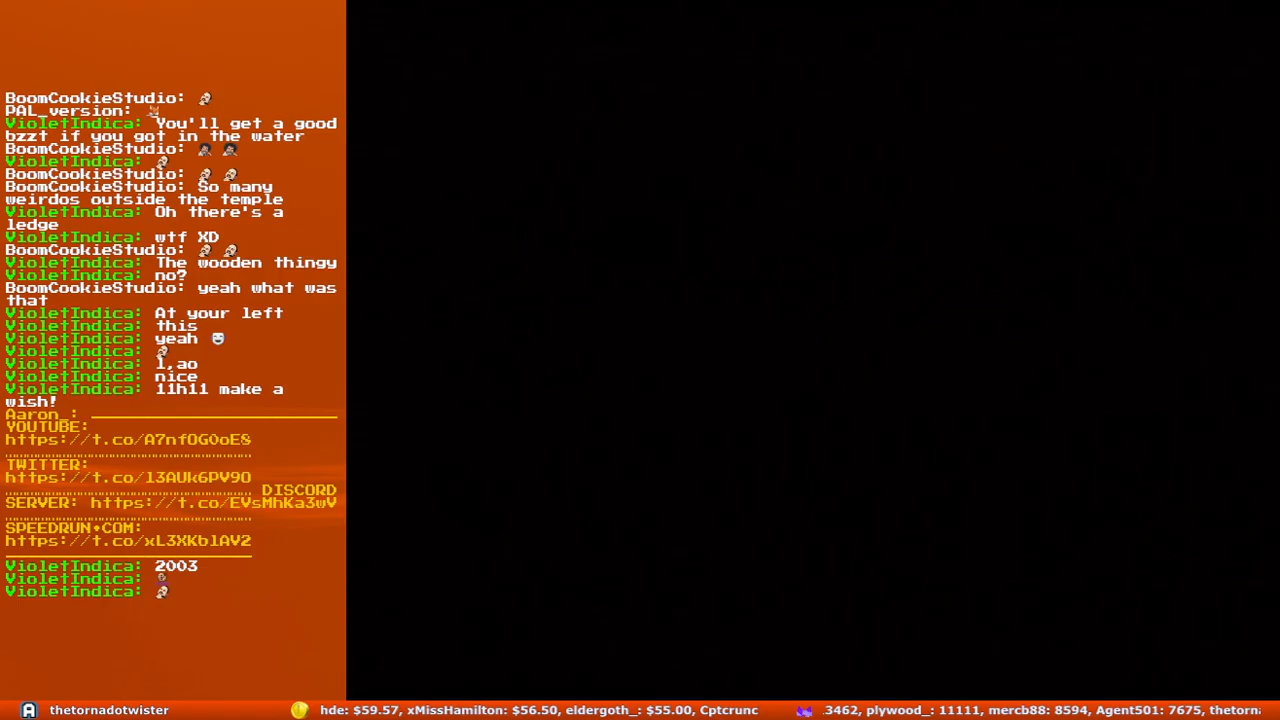 BoomCookieStudio:
PAL_version:
VioletIndica: You'll get a good
bzzt if you got in the water
BoomCookieStudio:
VioletIndica:
BoomCookieStudio:
BoomCookieStudio: So many
weirdos outside the temple
VioletIndica: Oh there's a
ledge
VioletIndica: wtf XD
BoomCookieStudio:
VioletIndica: The wooden thingy
VioletIndica: no?
BoomCookieStudio: yeah what was
that
VioletIndica: At your left
VioletIndica: this
VioletIndica: yeah
VioletIndica:
VioletIndica: l,ao
VioletIndica: nice
VioletIndica: 11h11 make a
wish!
Aaron_:
YOUTUBE:
https://t.co/A7nfOGOoE8
TWITTER:
https://t.co/l3AUk6PV9O
DISCORD
SERVER: https://t.co/EVsMhKa3wV
SPEEDRUN•COM:
https://t.co/xL3XKblAV2
VioletIndica: 2003
VioletIndica:
VioletIndica:
A thetornadotwister hde: $59.57, xMissHamilton: $56.50, eldergoth_: $55.00, Cptcrunc .3462, plywood_: 11111, mercb88: 8594, Agent501: 7675, thetorna